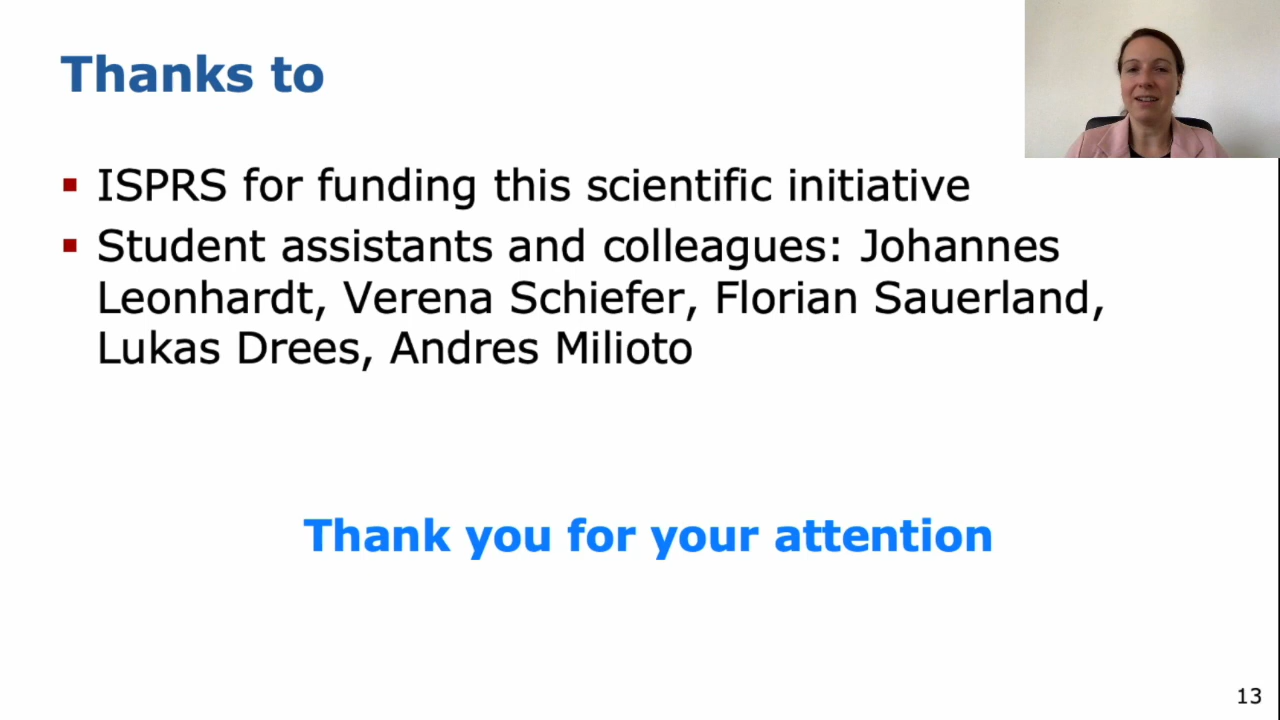 Thanks to
▪ ISPRS for funding this scientific initiative
▪ Student assistants and colleagues: Johannes
Leonhardt, Verena Schiefer, Florian Sauerland,
Lukas Drees, Andres Milioto
Thank you for your attention
13